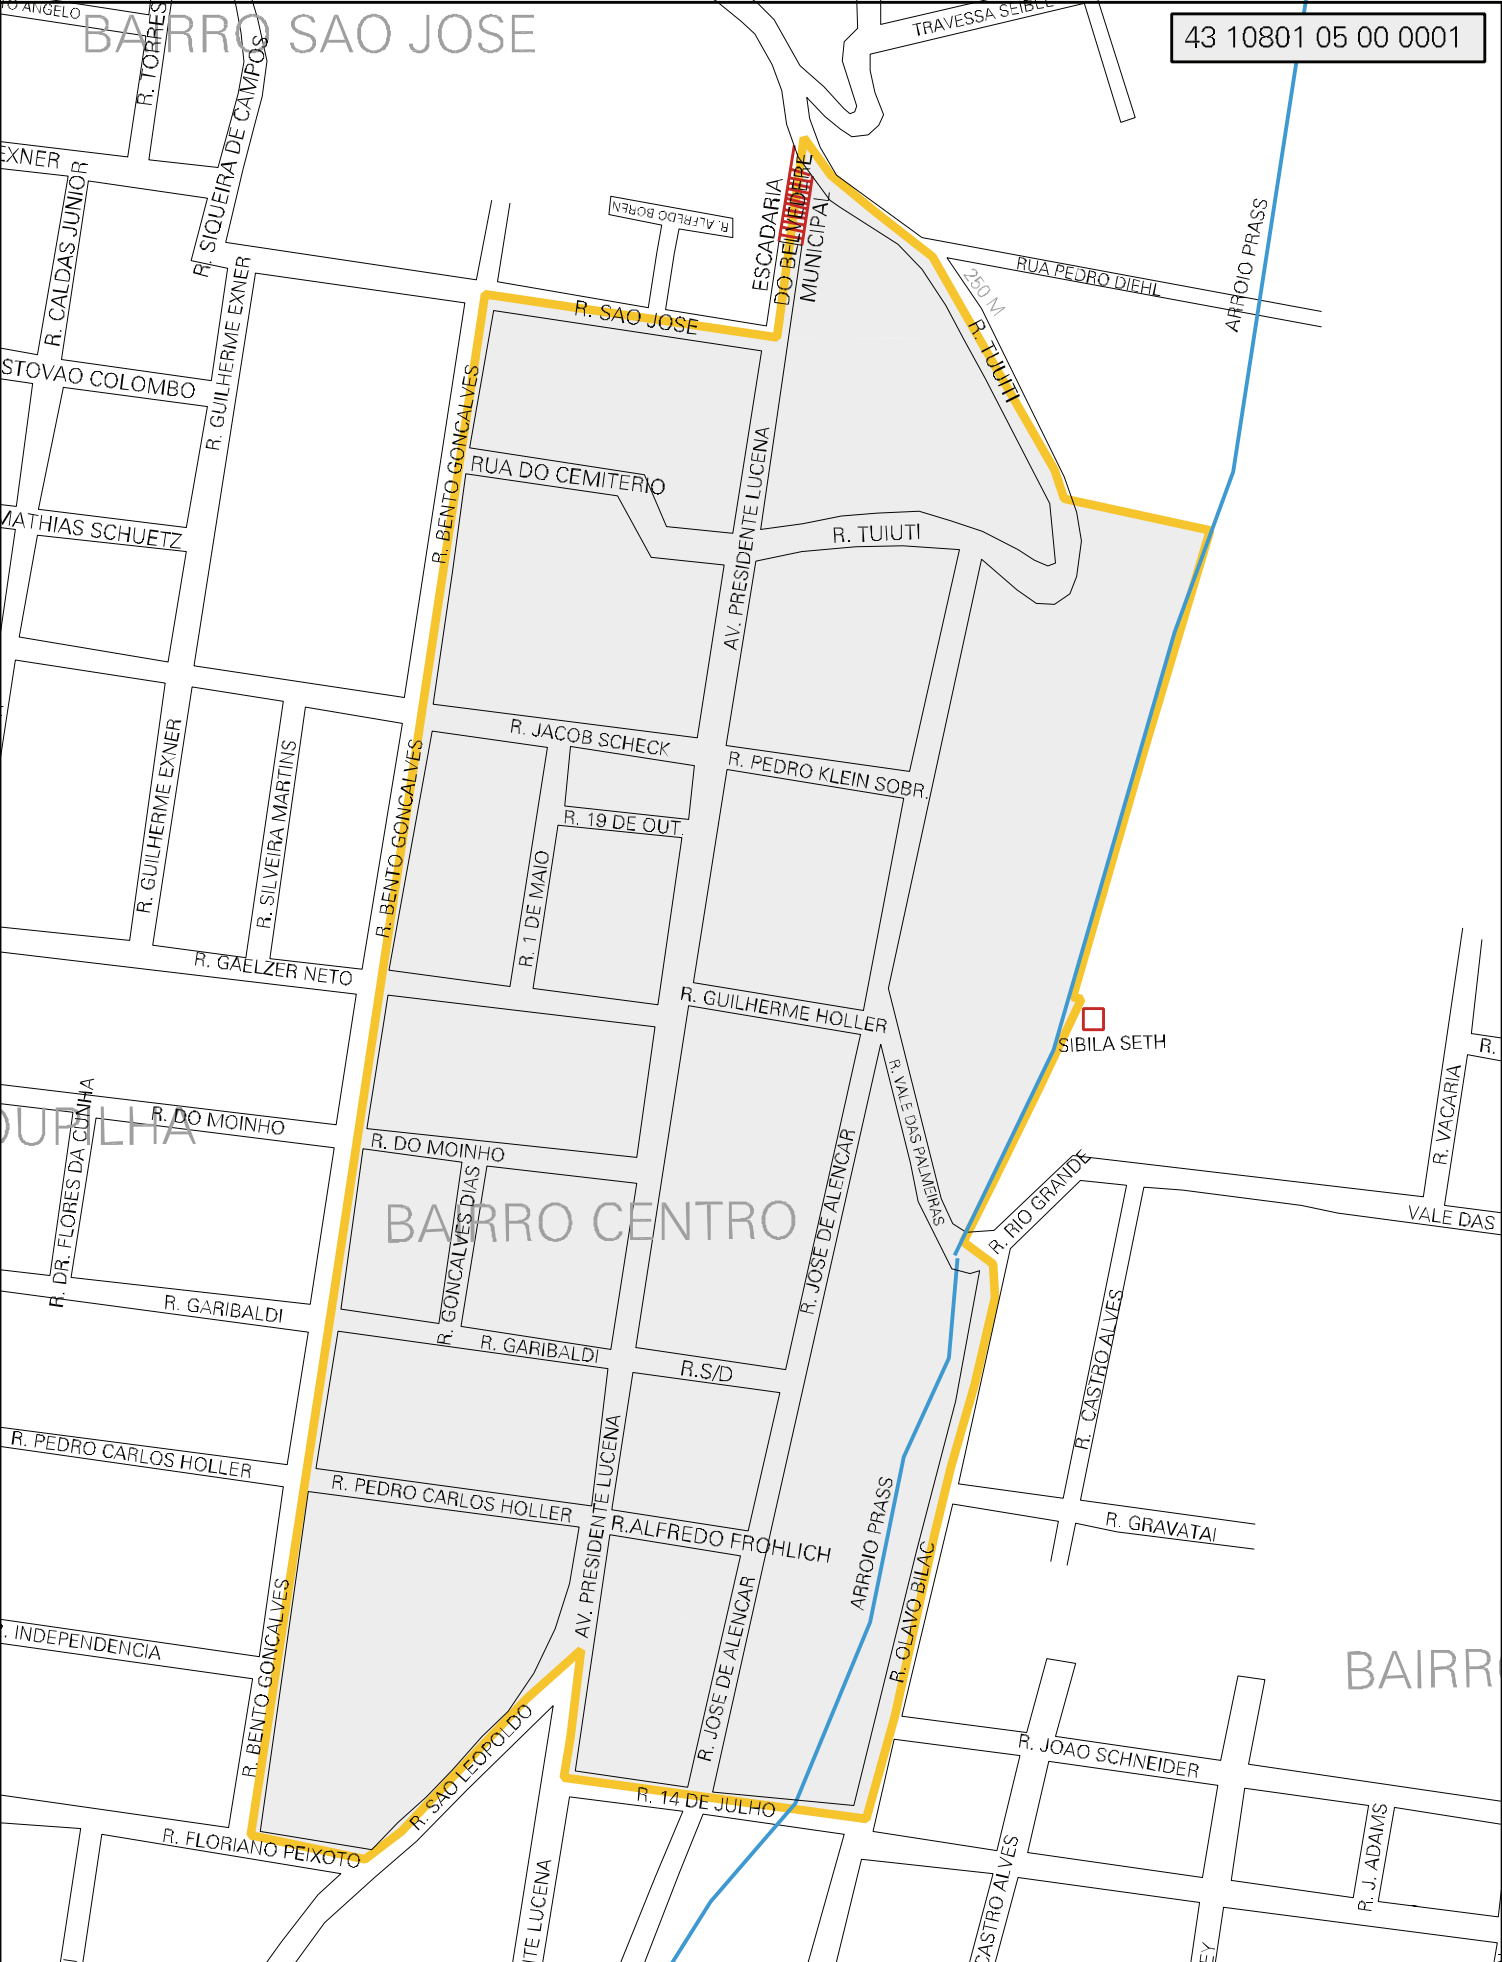 BAIRRO SAO JOSE
R. TORRES
R. SIQUEIRA DE CAMPOS
TRAVESSA SEIBEL
43 10801 05 00 0001
EXNER
R. CALDAS JUNIOR
R. GUILHERME EXNER
R. ALFREDO BOREN
ESCADARIA
DO BELVEDERE
MUNICIPAL
ARROIO PRASS
RUA PEDRO DIEHL
250 M
R. TUIUTI
R. SAO JOSE
STOVAO COLOMBO
R. BENTO GONCALVES
AV. PRESIDENTE LUCENA
RUA DO CEMITERIO
R. TUIUTI
MATHIAS SCHUETZ
R. JACOB SCHECK
R. PEDRO KLEIN SOBR.
R. GUILHERME EXNER
R. SILVEIRA MARTINS
R. BENTO GONCALVES
R. 19 DE OUT.
R. 1 DE MAIO
R. GAELZER NETO
R. GUILHERME HOLLER
SIBILA SETH
R.
R. VACARIA
R. VALE DAS PALMEIRAS
OUPILHA
R. DO MOINHO
R. DR. FLORES DA CUNHA
R. DO MOINHO
R. GONCALVES DIAS
R. JOSE DE ALENCAR
R. RIO GRANDE
VALE DAS
BAIRRO CENTRO
R. GARIBALDI
R. GARIBALDI
R.S/D
R. CASTRO ALVES
R. PEDRO CARLOS HOLLER
R. PEDRO CARLOS HOLLER
AV. PRESIDENTE LUCENA
R.ALFREDO FROHLICH
ARROIO PRASS
R. GRAVATAI
R. OLAVO BILAC
R. JOSE DE ALENCAR
R. BENTO GONCALVES
. INDEPENDENCIA
BAIRR
R. SAO LEOPOLDO
R. JOAO SCHNEIDER
R. 14 DE JULHO
R. FLORIANO PEIXOTO
R. J. ADAMS
CASTRO ALVES
TE LUCENA
EY